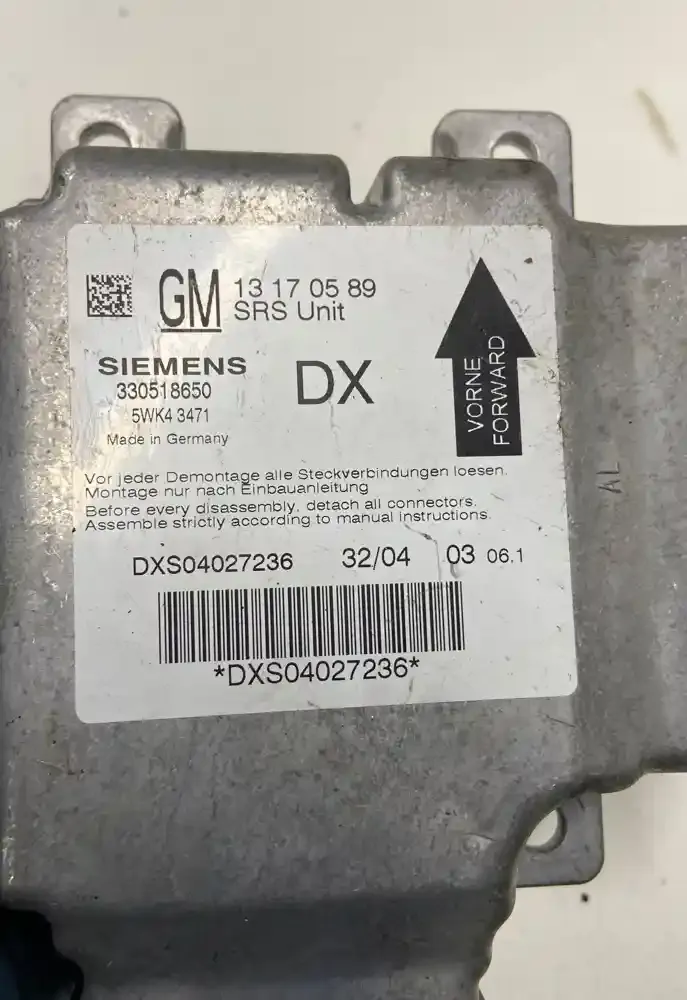 GM 13 17 05 89
SRS Unit
SIEMENS
330518650
5WK4 3471
Made in Germany
DX
VORNE
FORWARD
Vor jeder Demontage alle Steckverbindungen loesen.
Montage nur nach Einbauanleitung
Before every disassembly, detach all connectors.
Assemble strictly according to manual instructions.
DXS04027236 32/04 03 06.1
*DXS04027236*
AL